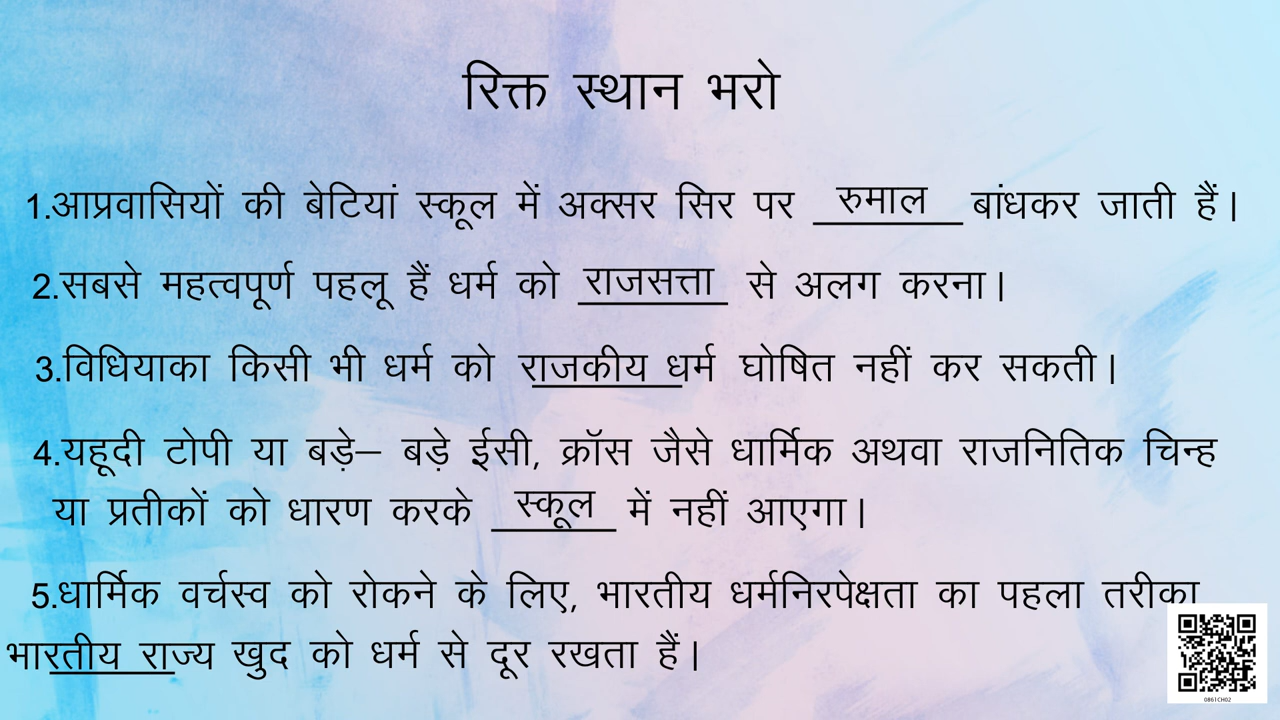 रिक्त स्थान भरो
1.आप्रवासियों की बेटियां स्कूल में अक्सर सिर पर रुमाल बांधकर जाती हैं।
2.सबसे महत्वपूर्ण पहलू हैं धर्म को राजसत्ता से अलग करना।
3.विधियाका किसी भी धर्म को राजकीय धर्म घोषित नहीं कर सकती।
4.यहूदी टोपी या बड़े– बड़े ईसी, क्रॉस जैसे धार्मिक अथवा राजनितिक चिन्ह
या प्रतीकों को धारण करके स्कूल में नहीं आएगा।
5.धार्मिक वर्चस्व को रोकने के लिए, भारतीय धर्मनिरपेक्षता का पहला तरीका
भारतीय राज्य खुद को धर्म से दूर रखता हैं।
0861CH02